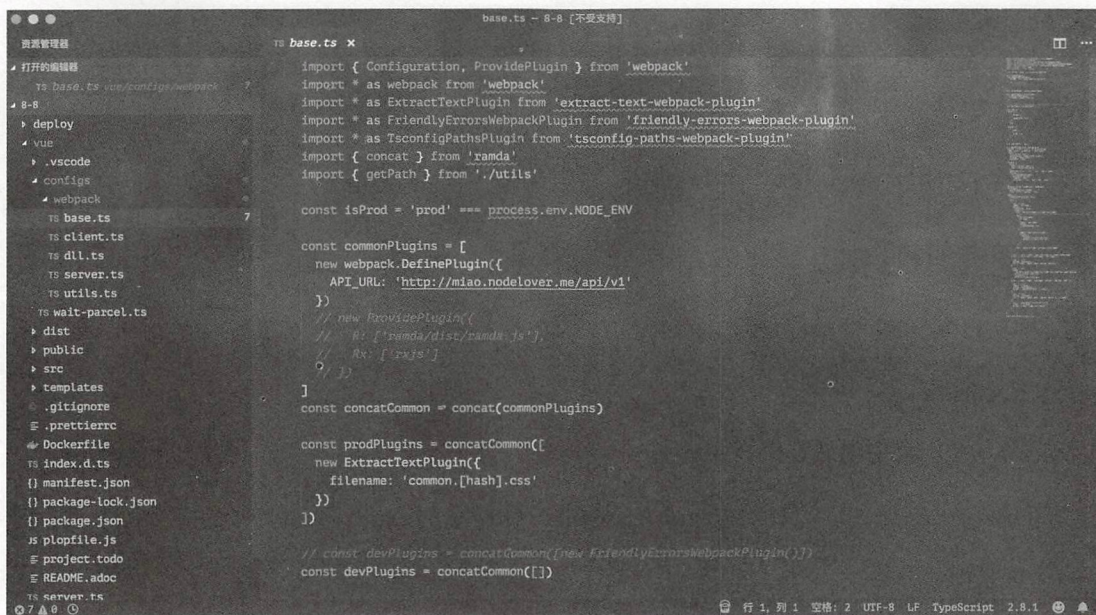 base.ts — 8-8 [不受支持]
资源管理器
打开的编辑器
TS base.ts vue/configs/webpack 7
8-8
deploy
vue
.vscode
configs
webpack
TS base.ts 7
TS client.ts
TS dll.ts
TS server.ts
TS utils.ts
TS wait-parcel.ts
dist
public
src
templates
.gitignore
.prettierrc
Dockerfile
TS index.d.ts
{} manifest.json
{} package-lock.json
{} package.json
JS plopfile.js
project.todo
README.adoc
TS server.ts
TS base.ts ×
import { Configuration, ProvidePlugin } from 'webpack'
import * as webpack from 'webpack'
import * as ExtractTextPlugin from 'extract-text-webpack-plugin'
import * as FriendlyErrorsWebpackPlugin from 'friendly-errors-webpack-plugin'
import * as TsconfigPathsPlugin from 'tsconfig-paths-webpack-plugin'
import { concat } from 'ramda'
import { getPath } from './utils'
const isProd = 'prod' === process.env.NODE_ENV
const commonPlugins = [
new webpack.DefinePlugin({
API_URL: 'http://miao.nodelover.me/api/v1'
})
// new ProvidePlugin({
// R: ['ramda/dist/ramda.js'],
// Rx: ['rxjs']
// })
]
const concatCommon = concat(commonPlugins)
const prodPlugins = concatCommon([
new ExtractTextPlugin({
filename: 'common.[hash].css'
})
])
// const devPlugins = concatCommon([new FriendlyErrorsWebpackPlugin()])
const devPlugins = concatCommon([])
7 0
行 1, 列 1 空格: 2 UTF-8 LF TypeScript 2.8.1